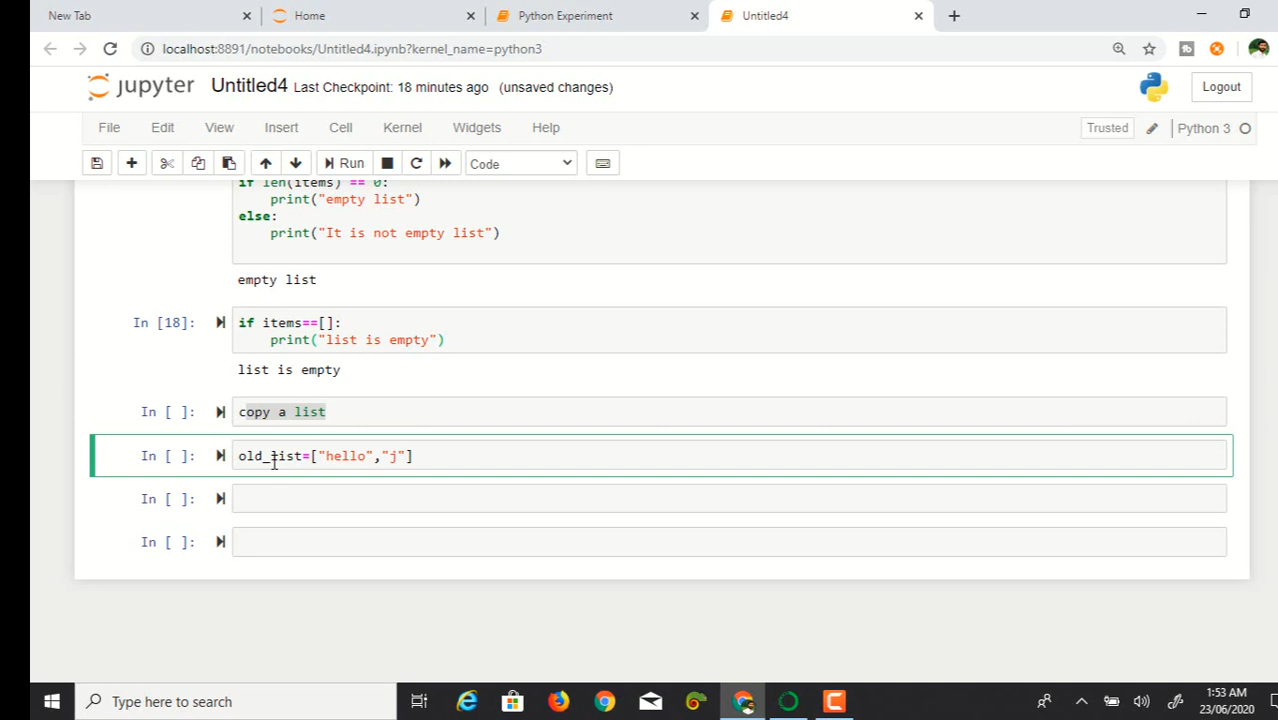 New Tab
Home
Python Experiment
Untitled4
localhost:8891/notebooks/Untitled4.ipynb?kernel_name=python3
jupyter Untitled4 Last Checkpoint: 18 minutes ago (unsaved changes)
Logout
File Edit View Insert Cell Kernel Widgets Help
Trusted
Python 3
Run
Code
if len(items) == 0:
print("empty list")
else:
print("It is not empty list")
empty list
In [18]:
if items==[]:
print("list is empty")
list is empty
In [ ]: copy a list
In [ ]: old_list=["hello","j"]
In [ ]:
In [ ]:
Type here to search
1:53 AM
23/06/2020